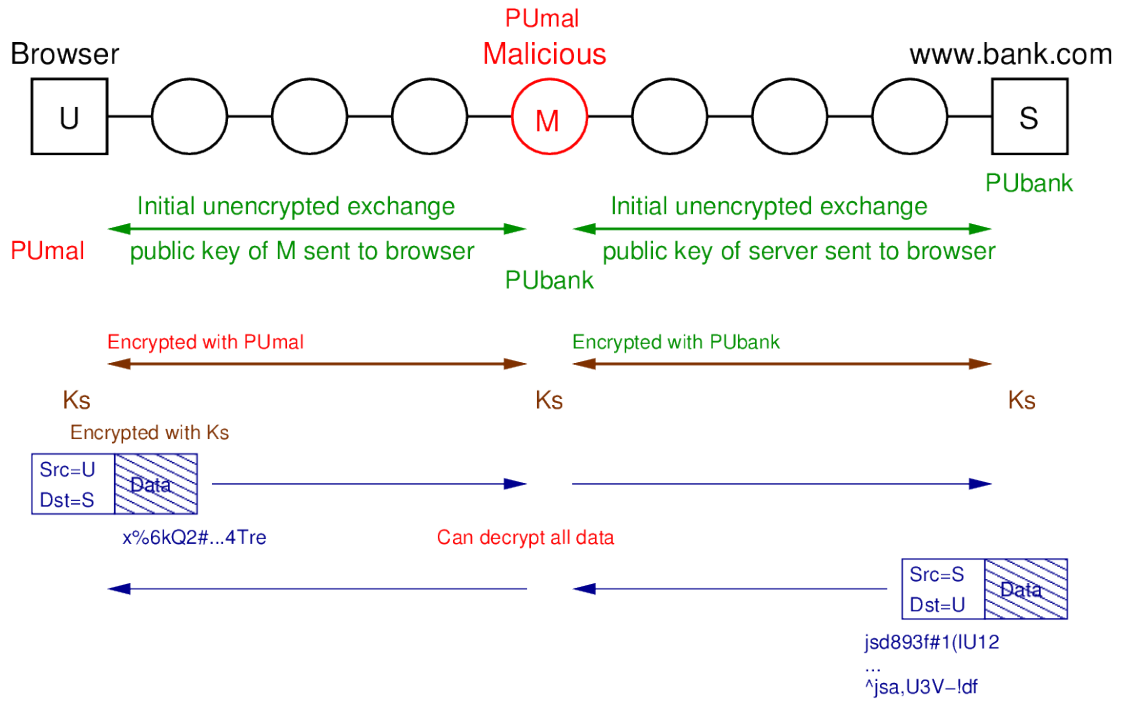 PUmal
Browser
Malicious
www.bank.com
U
M
S
PUbank
Initial unencrypted exchange
Initial unencrypted exchange
PUmal
public key of M sent to browser
public key of server sent to browser
PUbank
Encrypted with PUmal
Encrypted with PUbank
Ks
Ks
Ks
Encrypted with Ks
Src=U
Dst=S
Data
x%6kQ2#...4Tre
Can decrypt all data
Src=S
Dst=U
Data
jsd893f#1(lU12
...
^jsa,U3V−!df